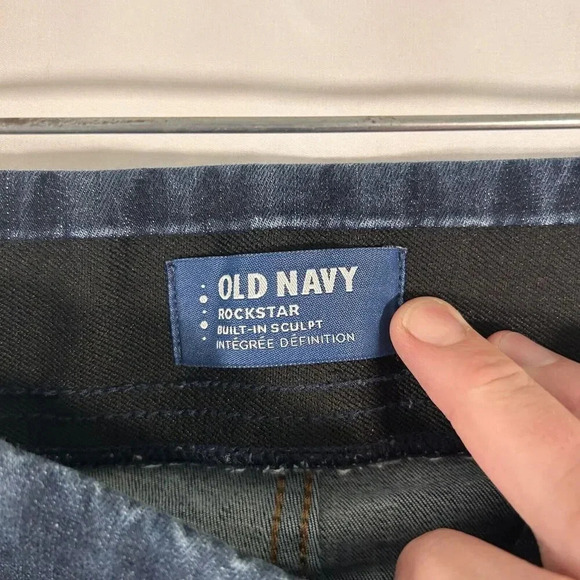 OLD NAVY
ROCKSTAR
BUILT-IN SCULPT
INTÉGRÉE DÉFINITION